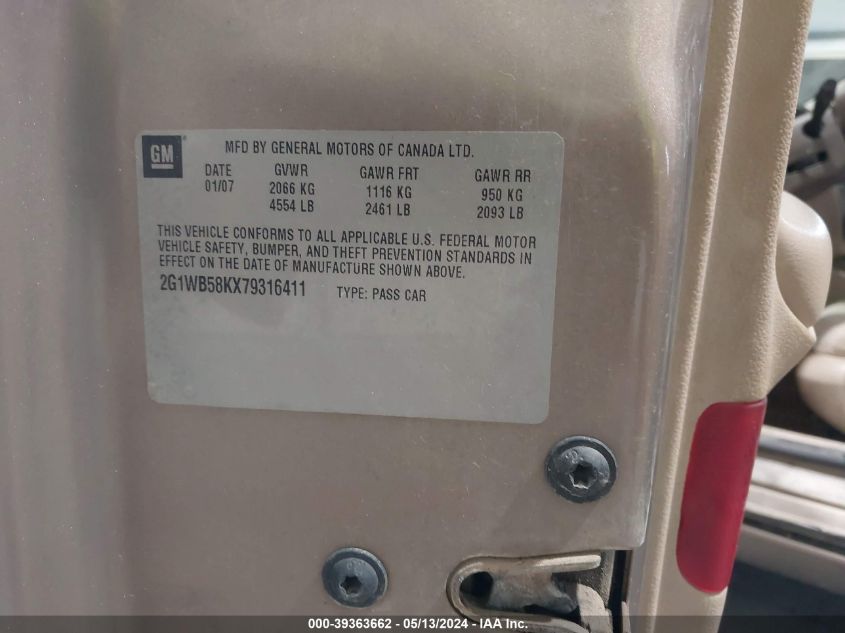 GM
MFD BY GENERAL MOTORS OF CANADA LTD.
DATE GVWR GAWR FRT GAWR RR
01/07 2066 KG 1116 KG 950 KG
4554 LB 2461 LB 2093 LB
THIS VEHICLE CONFORMS TO ALL APPLICABLE U.S. FEDERAL MOTOR
VEHICLE SAFETY, BUMPER, AND THEFT PREVENTION STANDARDS IN
EFFECT ON THE DATE OF MANUFACTURE SHOWN ABOVE.
2G1WB58KX79316411 TYPE: PASS CAR
000-39363662 - 05/13/2024 - IAA Inc.